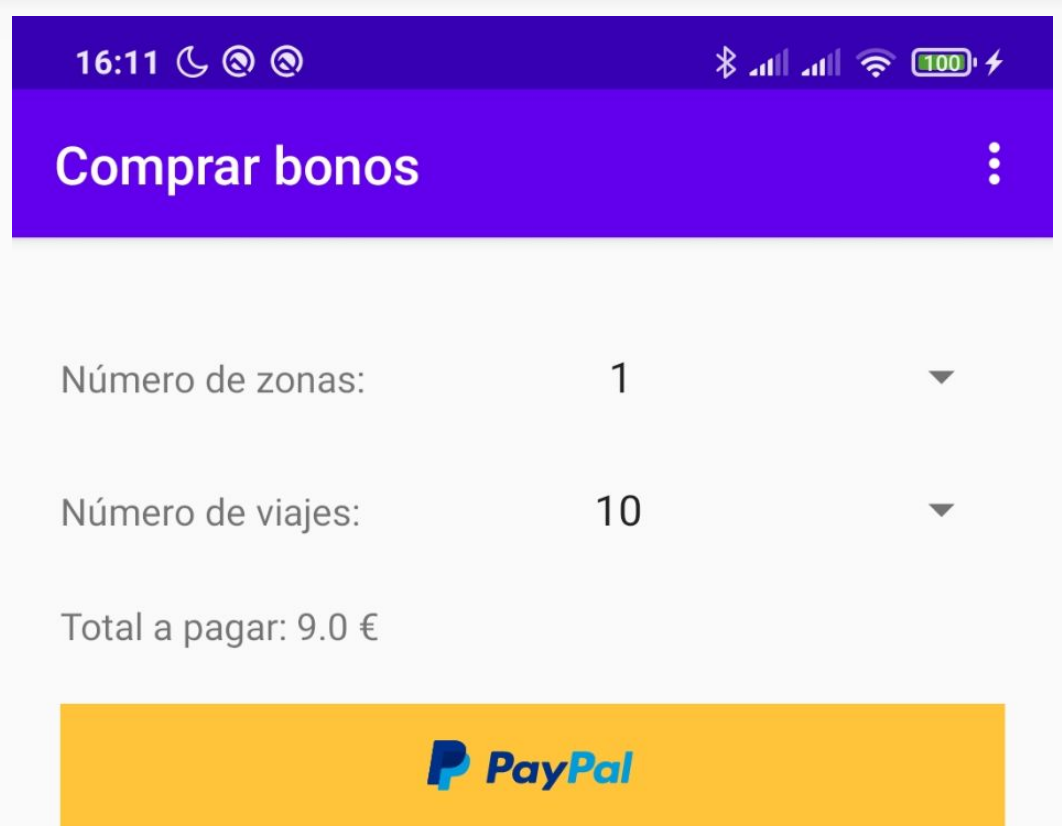 16:11 100
Comprar bonos
Número de zonas: 1
Número de viajes: 10
Total a pagar: 9.0 €
PayPal